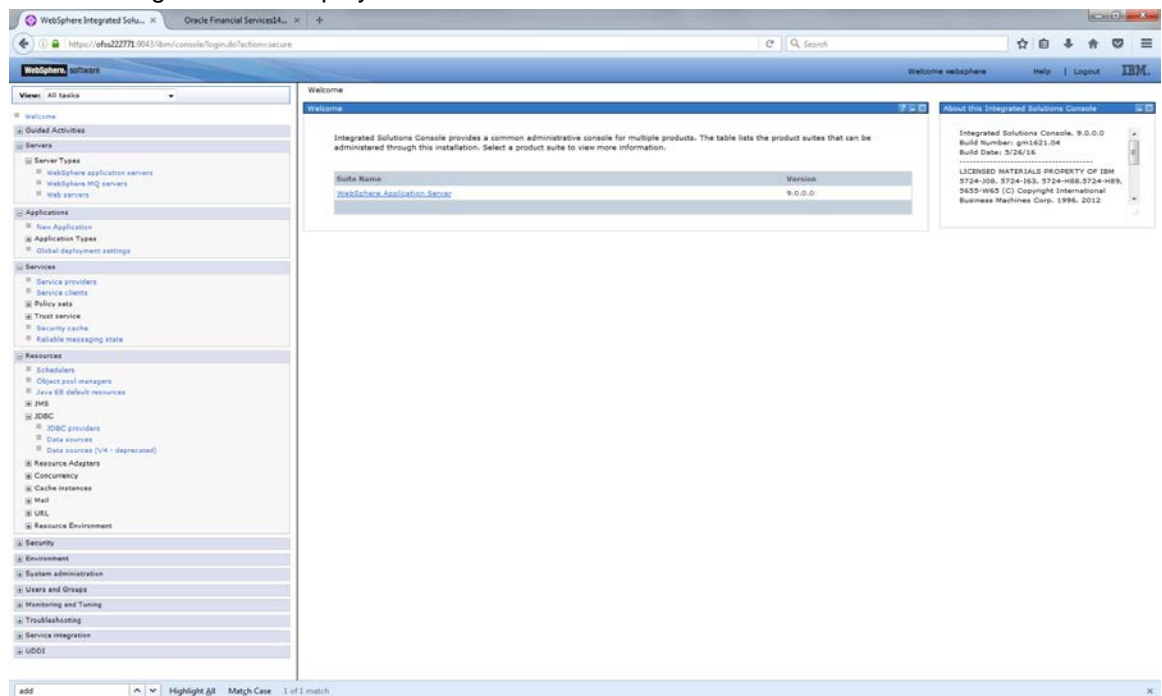 WebSphere Integrated Solu... ×
Oracle Financial Services14... ×
+
https://ofss222771:9043/ibm/console/login.do?action=secure
Search
WebSphere. software
Welcome websphere
Help | Logout
IBM.
View: All tasks
Welcome
Guided Activities
Servers
Server Types
WebSphere application servers
WebSphere MQ servers
Web servers
Applications
New Application
Application Types
Global deployment settings
Services
Service providers
Service clients
Policy sets
Trust service
Security cache
Reliable messaging state
Resources
Schedulers
Object pool managers
Java EE default resources
JMS
JDBC
JDBC providers
Data sources
Data sources (V4 - deprecated)
Resource Adapters
Concurrency
Cache instances
Mail
URL
Resource Environment
Security
Environment
System administration
Users and Groups
Monitoring and Tuning
Troubleshooting
Service integration
UDDI
Welcome
Welcome
Integrated Solutions Console provides a common administrative console for multiple products. The table lists the product suites that can be
administered through this installation. Select a product suite to view more information.
Suite Name Version
WebSphere Application Server 9.0.0.0
About this Integrated Solutions Console
Integrated Solutions Console, 9.0.0.0
Build Number: gm1621.04
Build Date: 5/26/16
----------------------------------
LICENSED MATERIALS PROPERTY OF IBM
5724-J08, 5724-I63, 5724-H88,5724-H89,
5655-W65 (C) Copyright International
Business Machines Corp. 1996, 2012
add
Highlight All Match Case 1 of 1 match
×